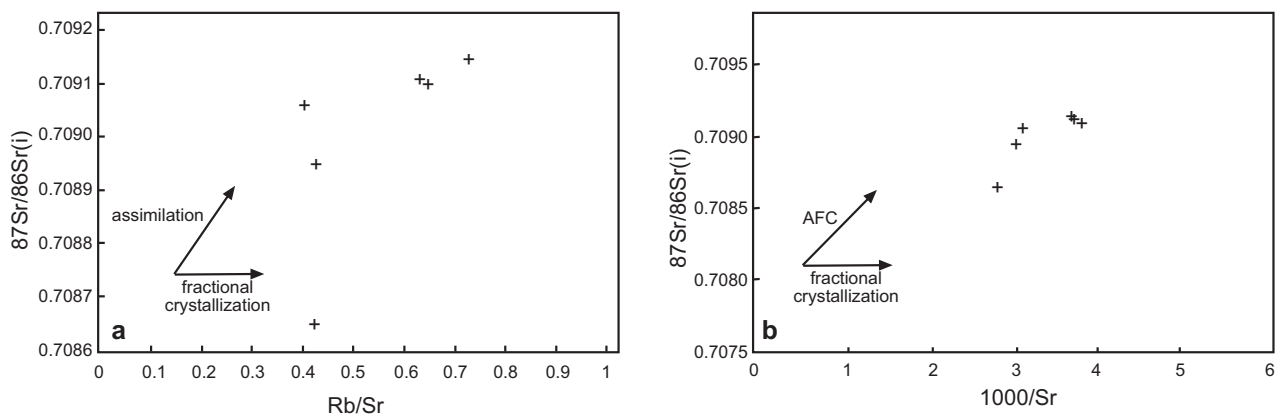 0.7092
0.7091
0.7090
0.7089
0.7088
0.7087
0.7086
87Sr/86Sr(i)
assimilation
fractional
crystallization
a
0 0.1 0.2 0.3 0.4 0.5 0.6 0.7 0.8 0.9 1
Rb/Sr
0.7095
0.7090
0.7085
0.7080
0.7075
87Sr/86Sr(i)
AFC
fractional
crystallization
b
0 1 2 3 4 5 6
1000/Sr